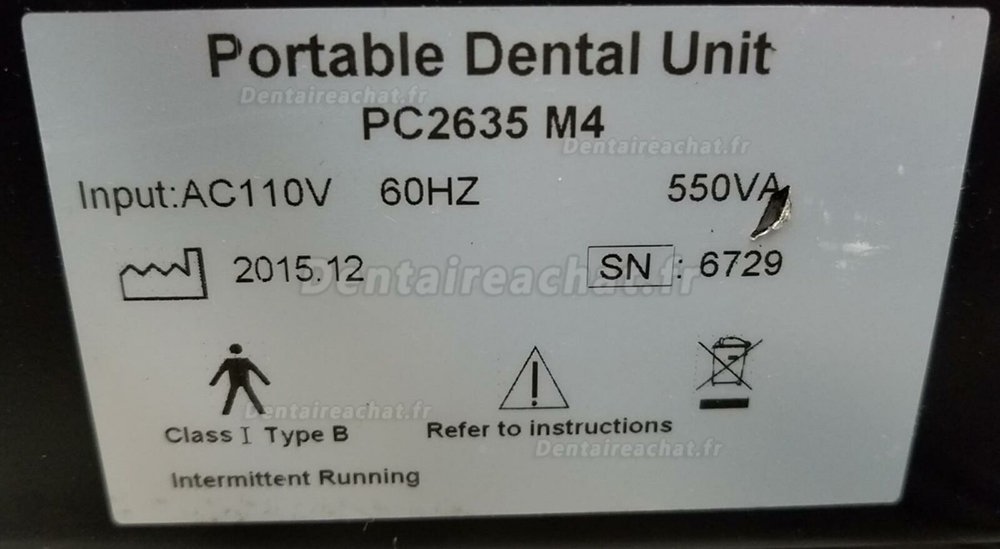 Portable Dental Unit
Dentaireachat.fr
PC2635 M4
Dentaireachat.fr
Input:AC110V 60HZ 550VA
2015.12 SN : 6729
Dentaireachat.fr
Dentaireachat.fr
Class I Type B Refer to instructions
Dentaireachat.fr
Intermittent Running